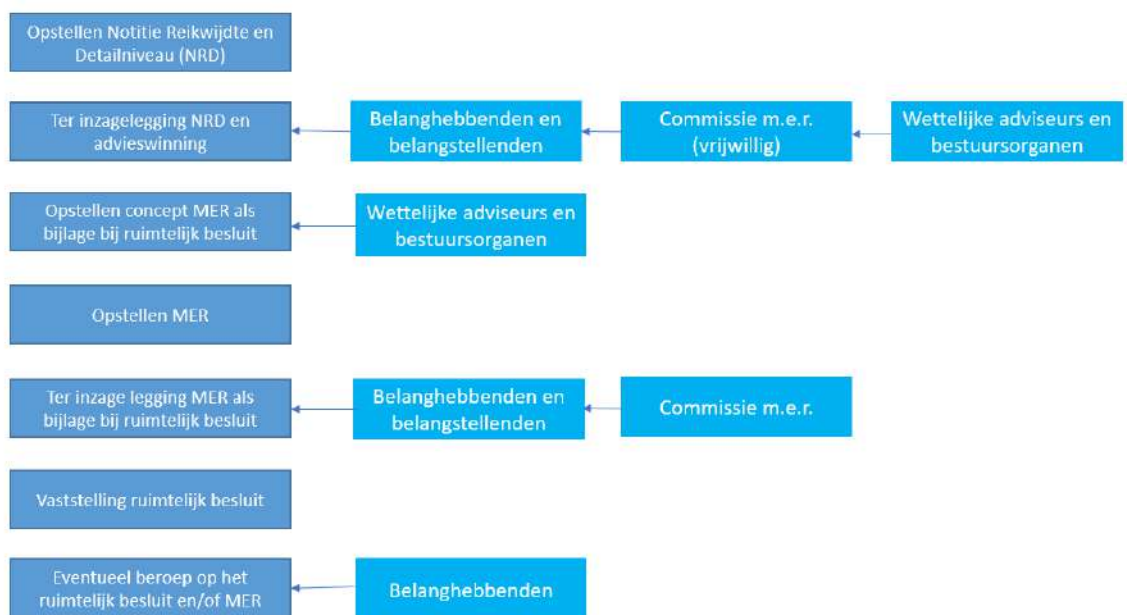 Opstellen Notitie Reikwijdte en
Detailniveau (NRD)
Ter inzagelegging NRD en
advieswinning
Belanghebbenden en
belangstellenden
Commissie m.e.r.
(vrijwillig)
Wettelijke adviseurs en
bestuursorganen
Opstellen concept MER als
bijlage bij ruimtelijk besluit
Wettelijke adviseurs en
bestuursorganen
Opstellen MER
Ter inzage legging MER als
bijlage bij ruimtelijk besluit
Belanghebbenden en
belangstellenden
Commissie m.e.r.
Vaststelling ruimtelijk besluit
Eventueel beroep op het
ruimtelijk besluit en/of MER
Belanghebbenden